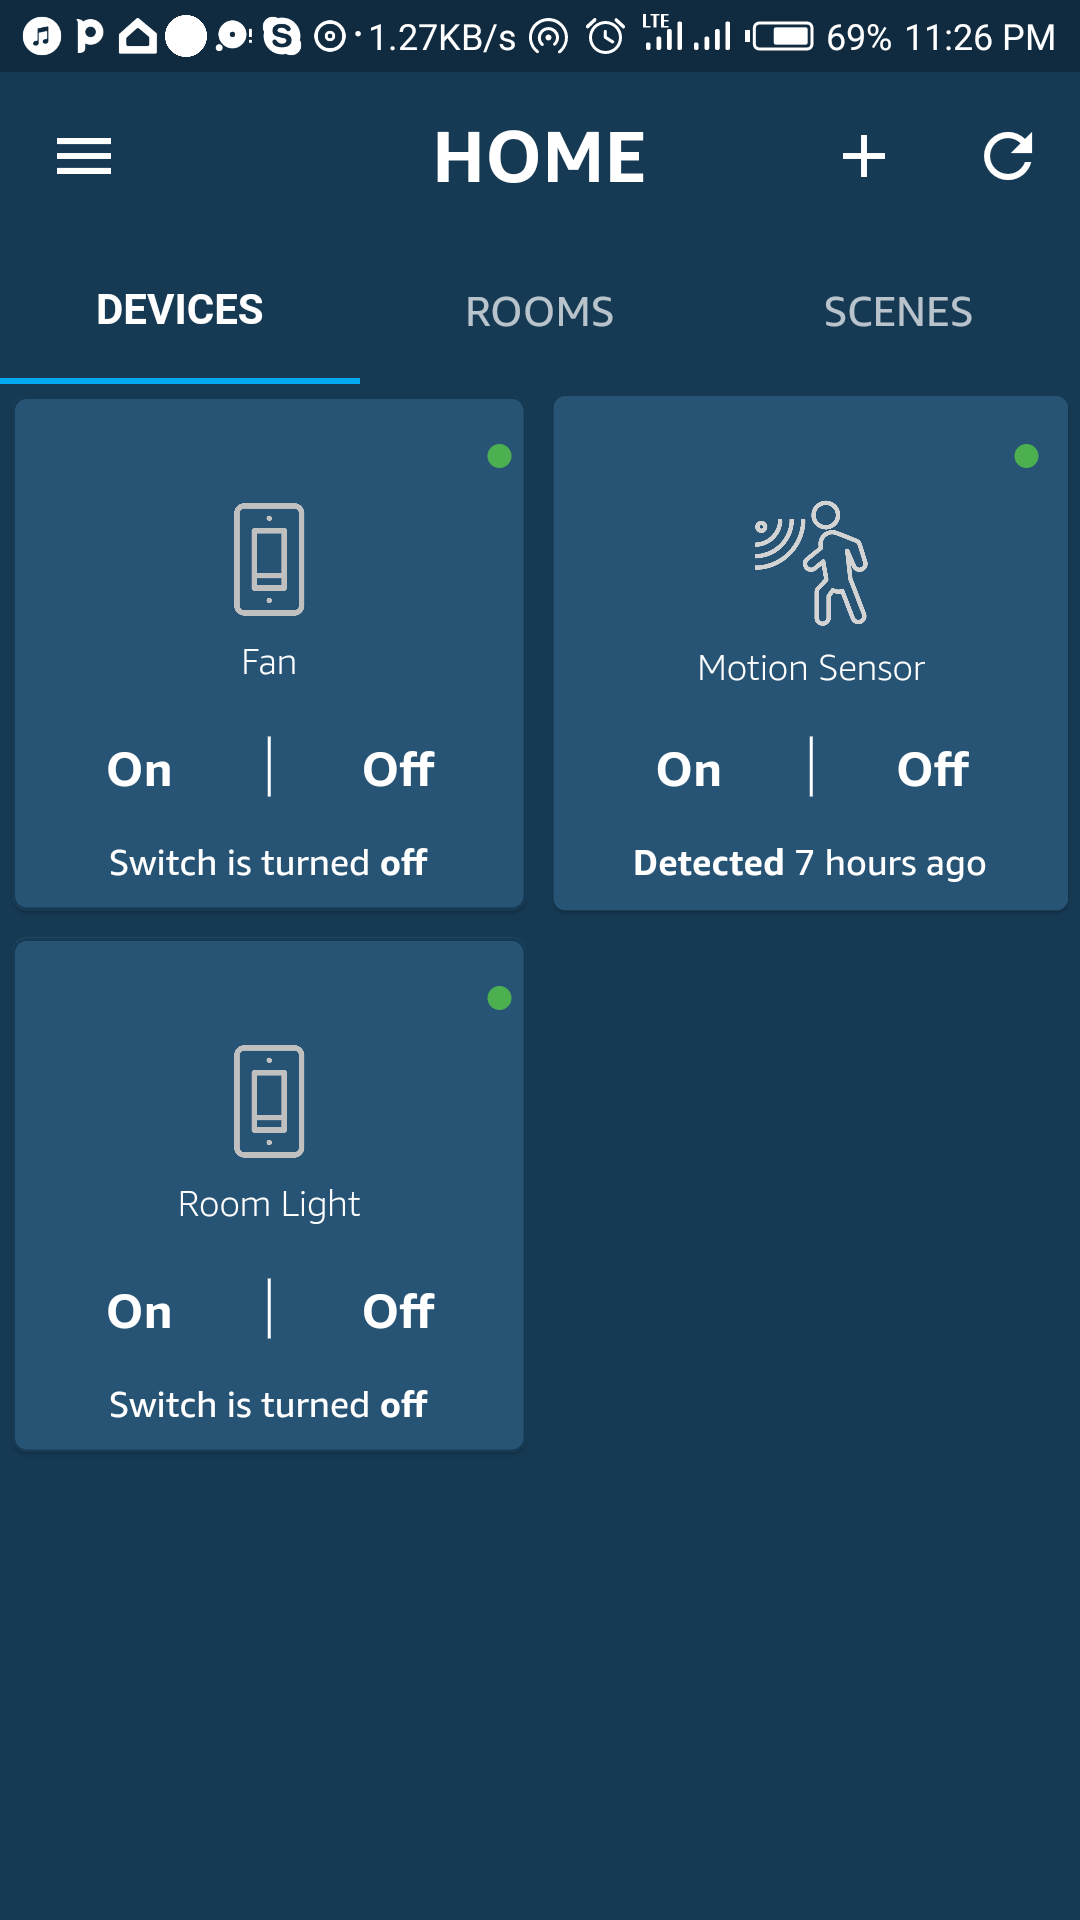 1.27KB/s LTE 69% 11:26 PM
HOME
DEVICES ROOMS SCENES
Fan
On Off
Switch is turned off
Motion Sensor
On Off
Detected 7 hours ago
Room Light
On Off
Switch is turned off